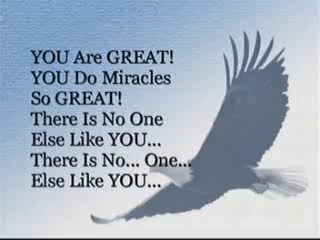 YOU Are GREAT!
YOU Do Miracles
So GREAT!
There Is No One
Else Like YOU...
There Is No... One...
Else Like YOU...